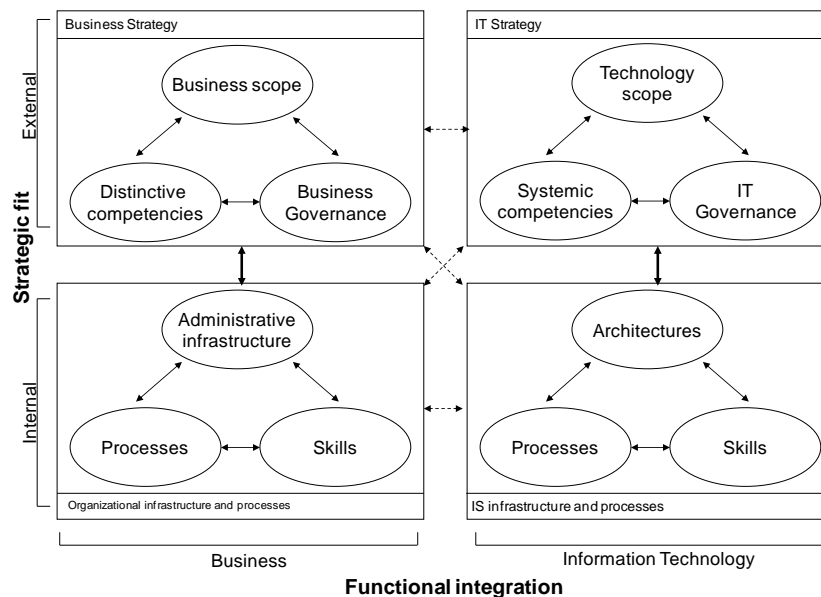 Business Strategy
IT Strategy
Business scope
Technology
scope
Distinctive
competencies
Business
Governance
Systemic
competencies
IT
Governance
External
Strategic fit
Internal
Administrative
infrastructure
Architectures
Processes
Skills
Processes
Skills
Organizational infrastructure and processes
IS infrastructure and processes
Business
Information Technology
Functional integration